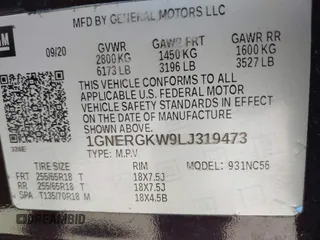 GM
MFD BY GENERAL MOTORS LLC
09/20 GVWR GAWR FRT GAWR RR
2800KG 1450 KG 1600 KG
6173 LB 3196 LB 3527 LB
THIS VEHICLE CONFORMS TO ALL
APPLICABLE U.S. FEDERAL MOTOR
VEHICLE SAFETY STANDARDS IN
EFFECT ON THE DATE OF MANUFACTURE
SHOWN ABOVE.
1GNERGKW9LJ319473
TYPE: M.P.V MODEL: 931NC56
TIRE SIZE RIM
FRT 255/65R18 T 18X7.5J
RR 255/65R18 T 18X7.5J
SPA T135/70R18 M 18X4.5B
DREAMBID